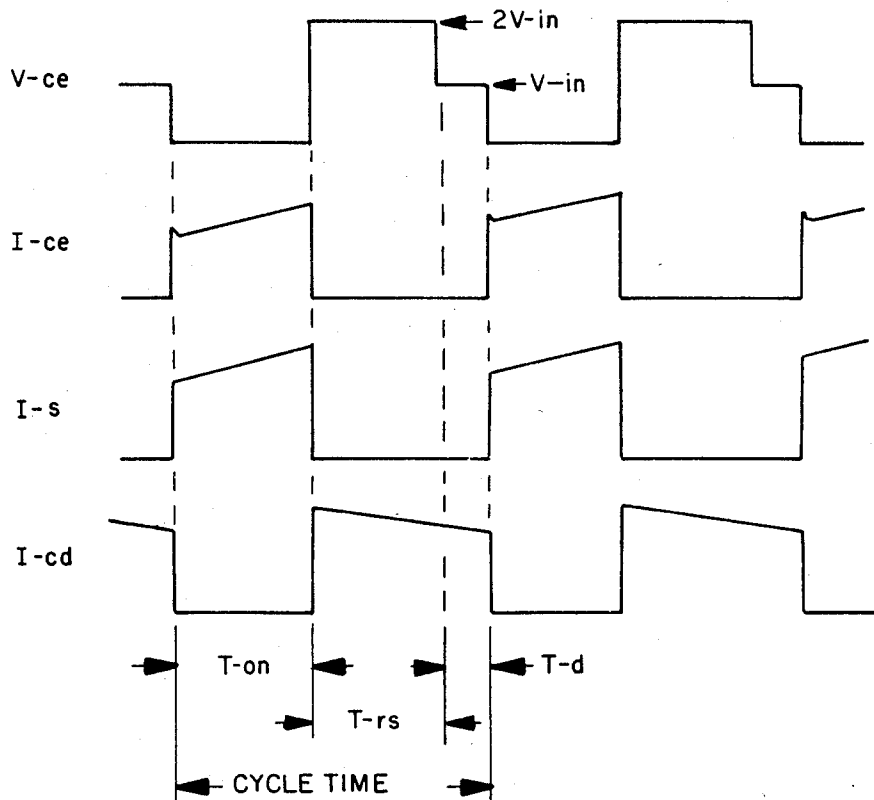 2V-in
V-ce
V-in
I-ce
I-s
I-cd
T-on
T-d
T-rs
CYCLE TIME